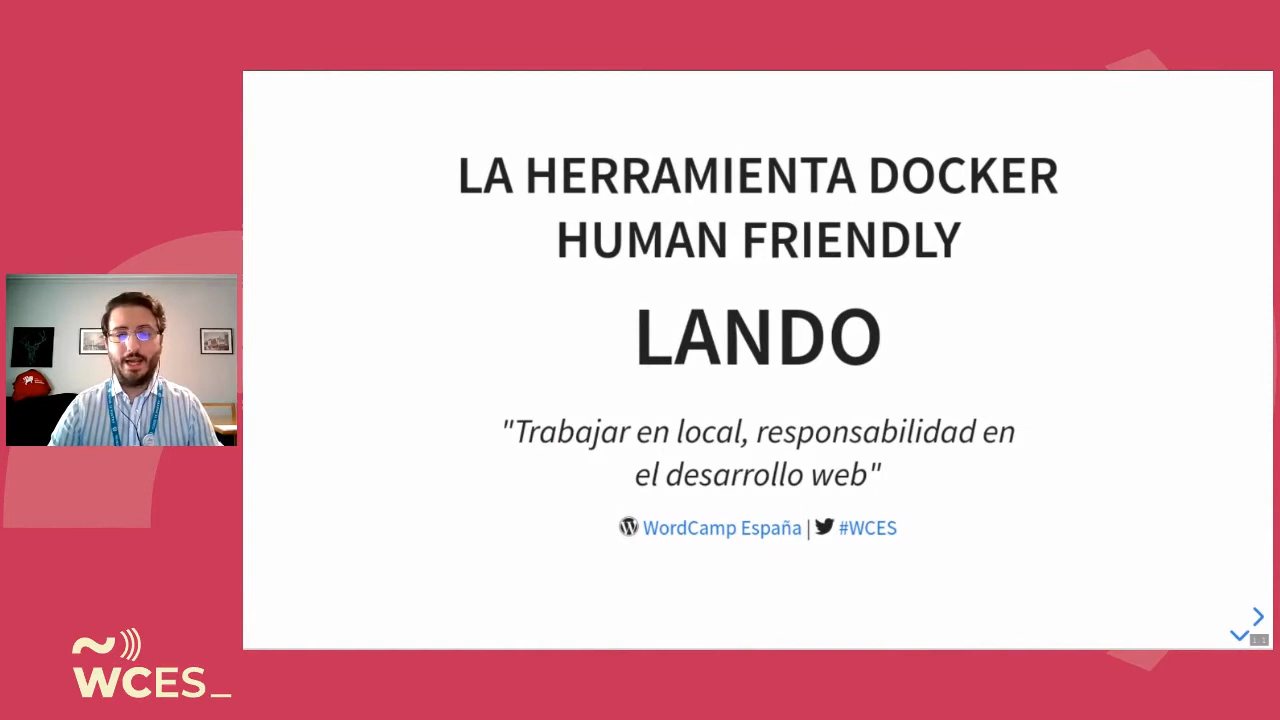 LA HERRAMIENTA DOCKER
HUMAN FRIENDLY
LANDO
"Trabajar en local, responsabilidad en
el desarrollo web"
WordCamp España | #WCES
WCES_